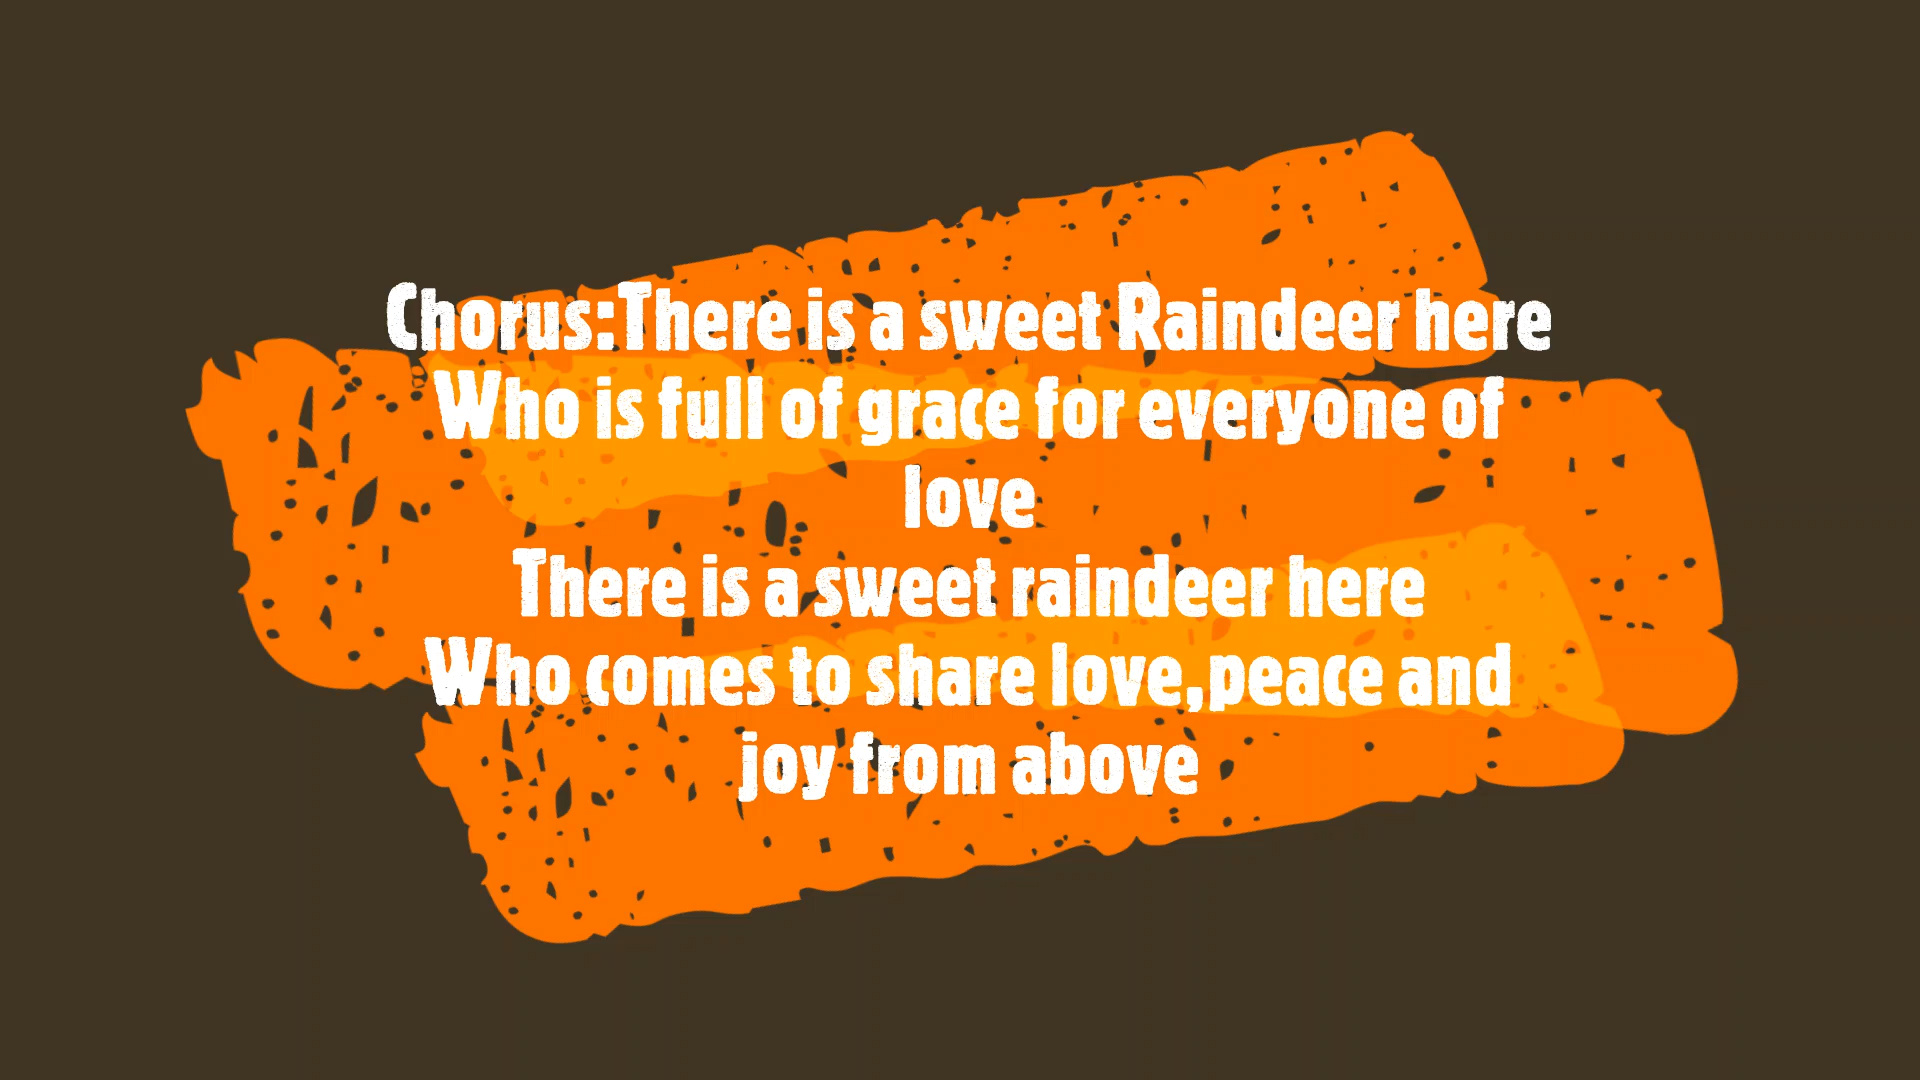 Chorus:There is a sweet Raindeer here
Who is full of grace for everyone of
love
There is a sweet raindeer here
Who comes to share love,peace and
joy from above